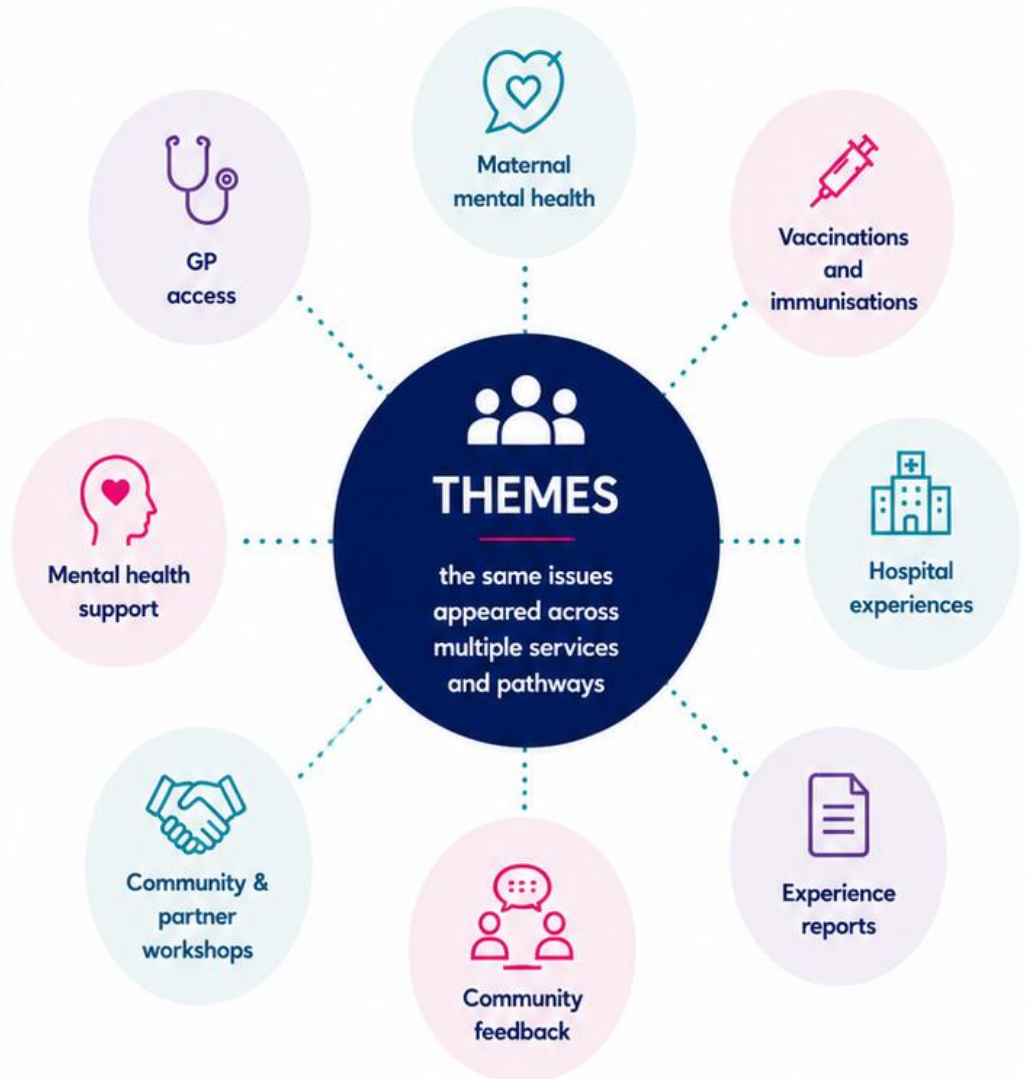 Maternal
mental health
GP
access
Vaccinations
and
immunisations
THEMES
the same issues
appeared across
multiple services
and pathways
Mental health
support
Hospital
experiences
Community &
partner
workshops
Experience
reports
Community
feedback